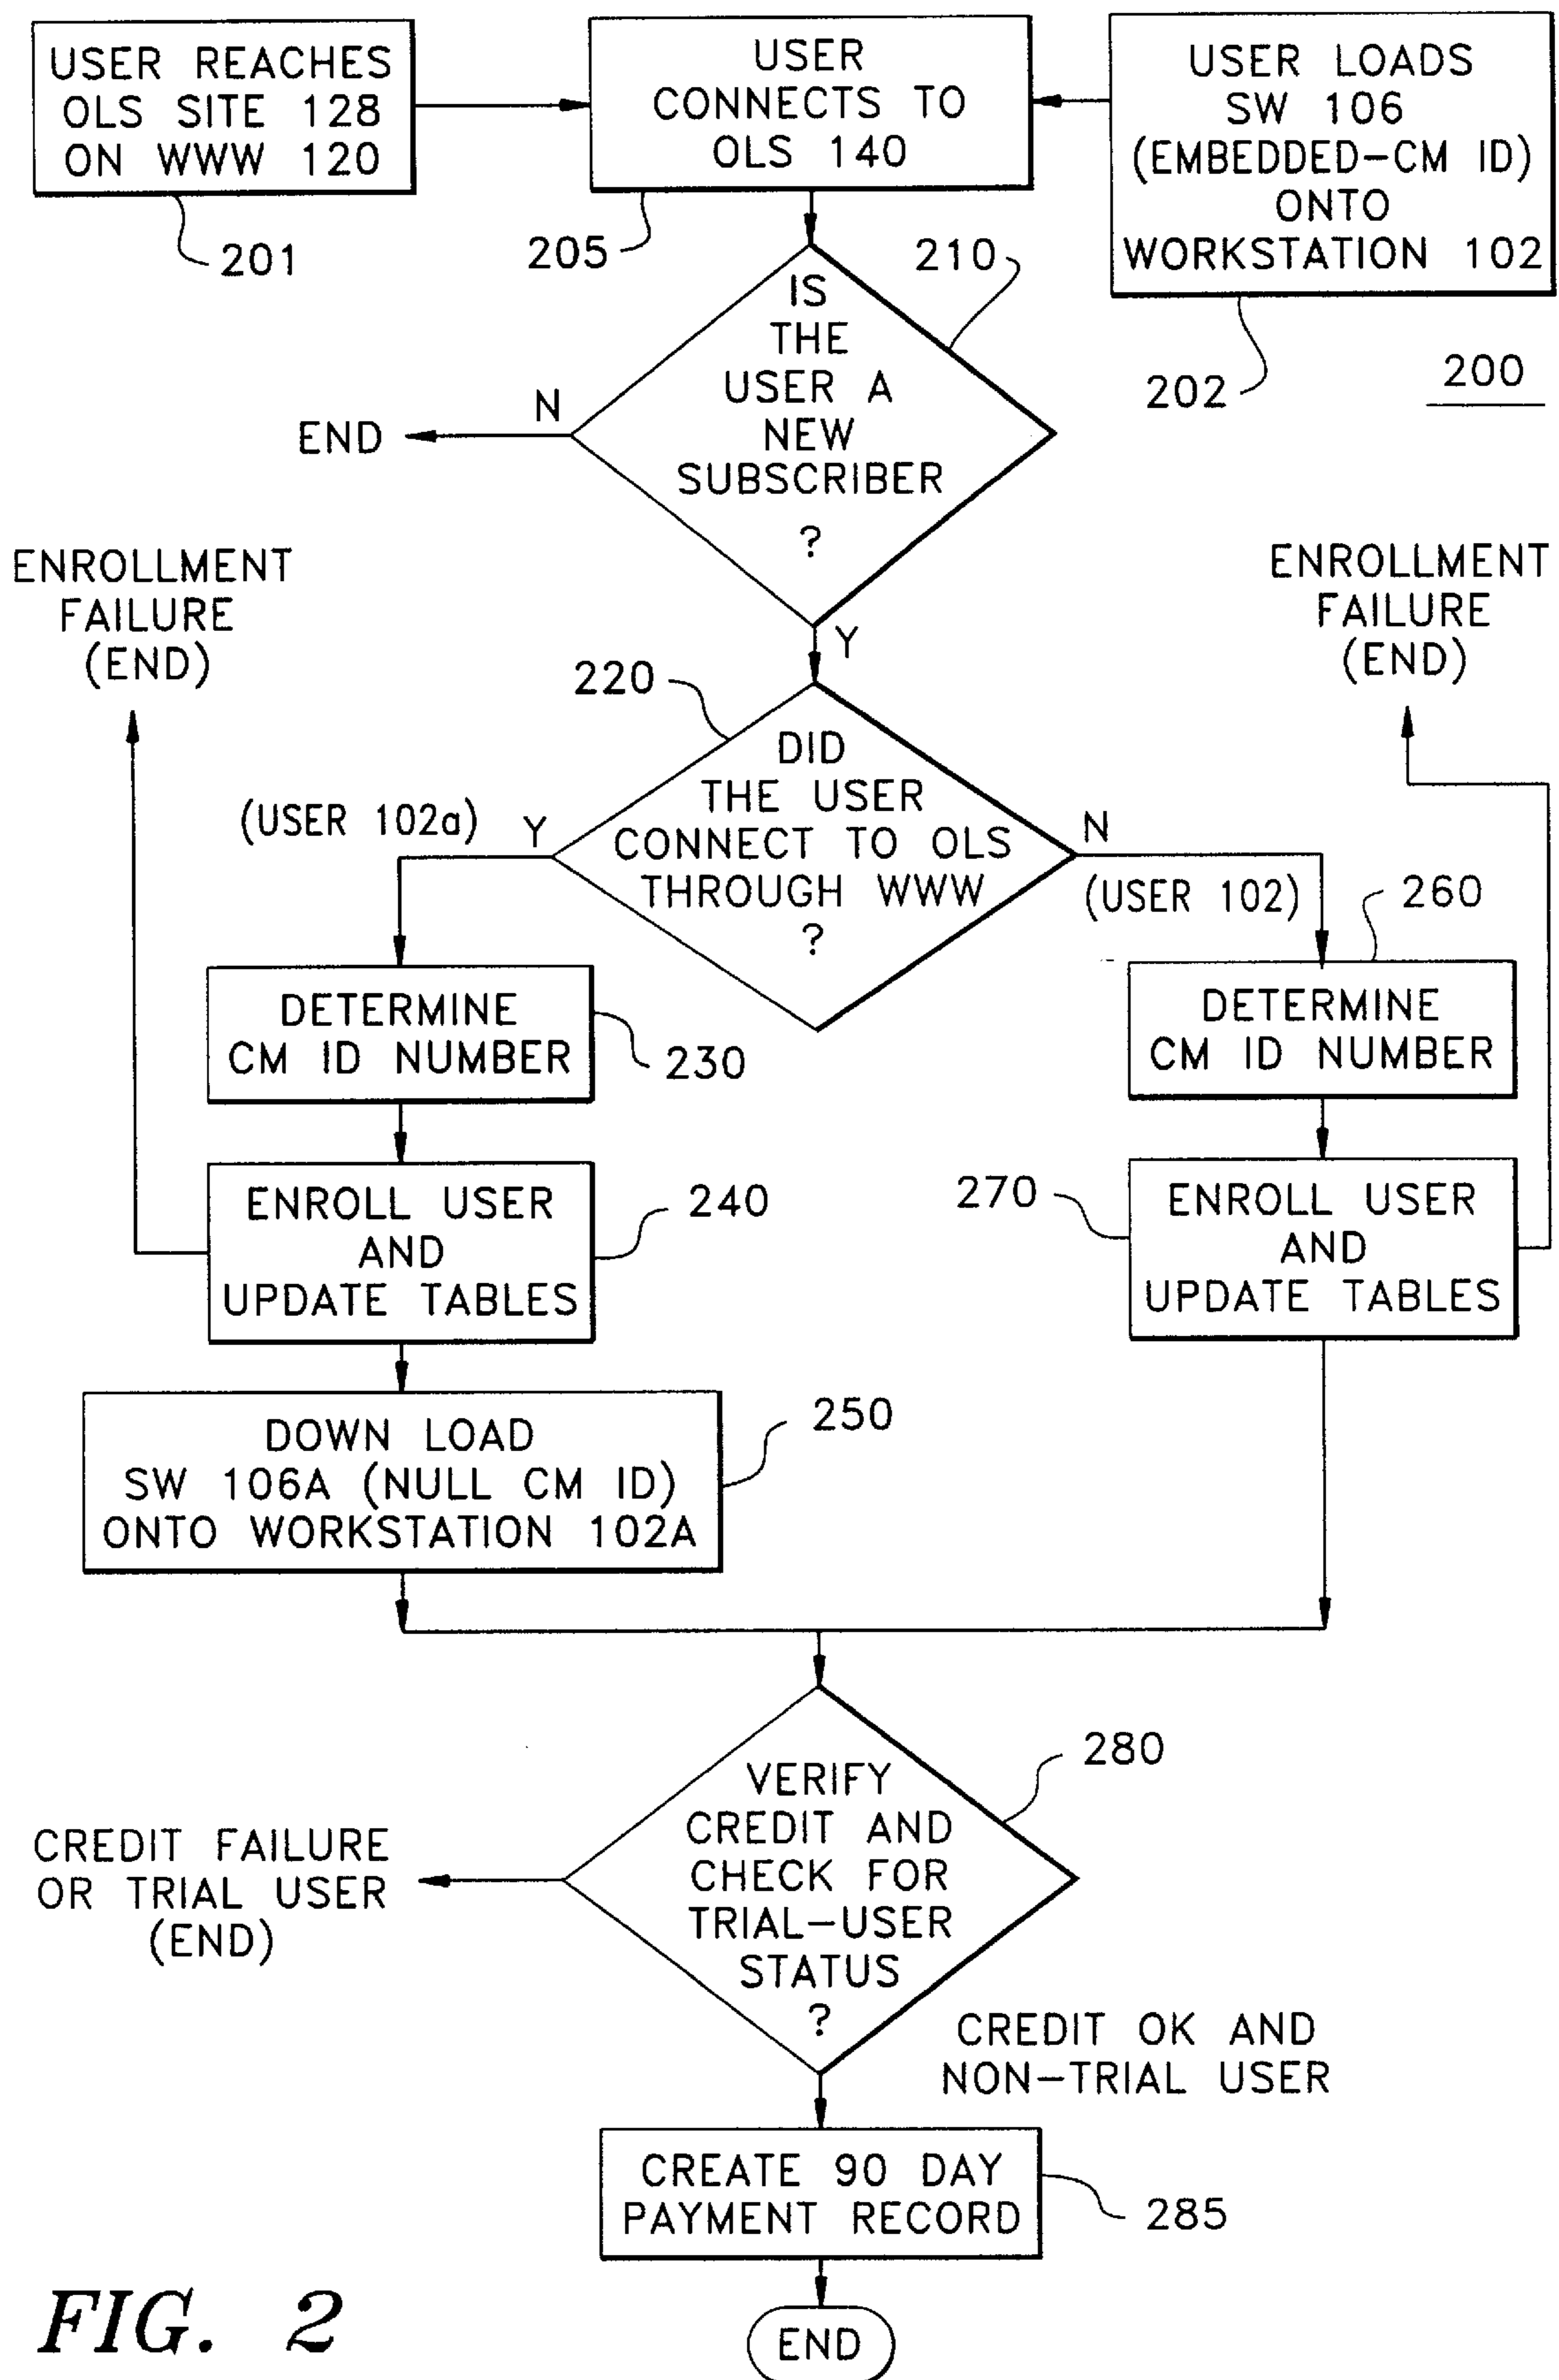 USER REACHES
OLS SITE 128
ON WWW 120
201
USER
CONNECTS TO
OLS 140
205
USER LOADS
SW 106
(EMBEDDED-CM ID)
ONTO
WORKSTATION 102
202
200
210
IS
THE
USER A
NEW
SUBSCRIBER
?
N
END
Y
ENROLLMENT
FAILURE
(END)
ENROLLMENT
FAILURE
(END)
220
DID
THE USER
CONNECT TO OLS
THROUGH WWW
?
(USER 102a)
Y
N
(USER 102)
260
DETERMINE
CM ID NUMBER
230
DETERMINE
CM ID NUMBER
ENROLL USER
AND
UPDATE TABLES
240
270
ENROLL USER
AND
UPDATE TABLES
DOWN LOAD
SW 106A (NULL CM ID)
ONTO WORKSTATION 102A
250
280
VERIFY
CREDIT AND
CHECK FOR
TRIAL-USER
STATUS
?
CREDIT FAILURE
OR TRIAL USER
(END)
CREDIT OK AND
NON-TRIAL USER
CREATE 90 DAY
PAYMENT RECORD
285
END
FIG. 2